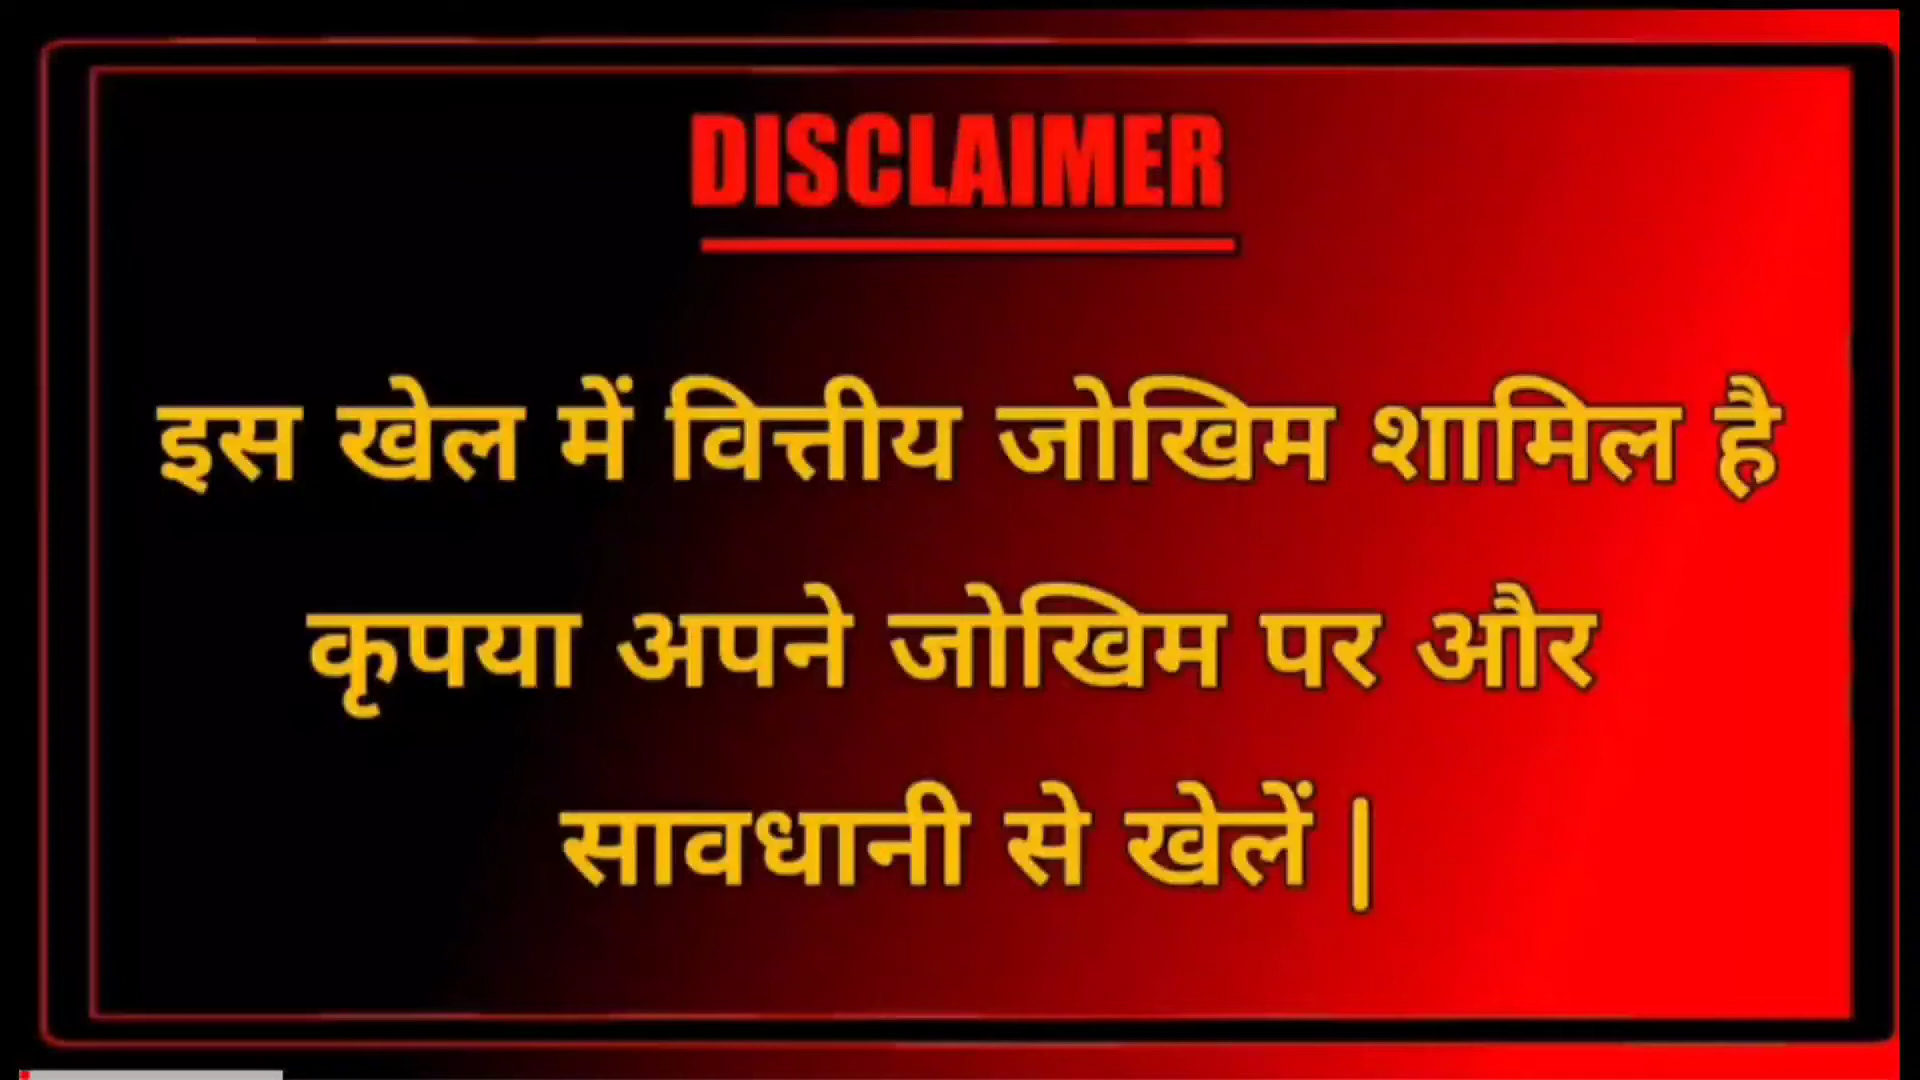 DISCLAIMER
इस खेल में वित्तीय जोखिम शामिल है
कृपया अपने जोखिम पर और
सावधानी से खेलें |